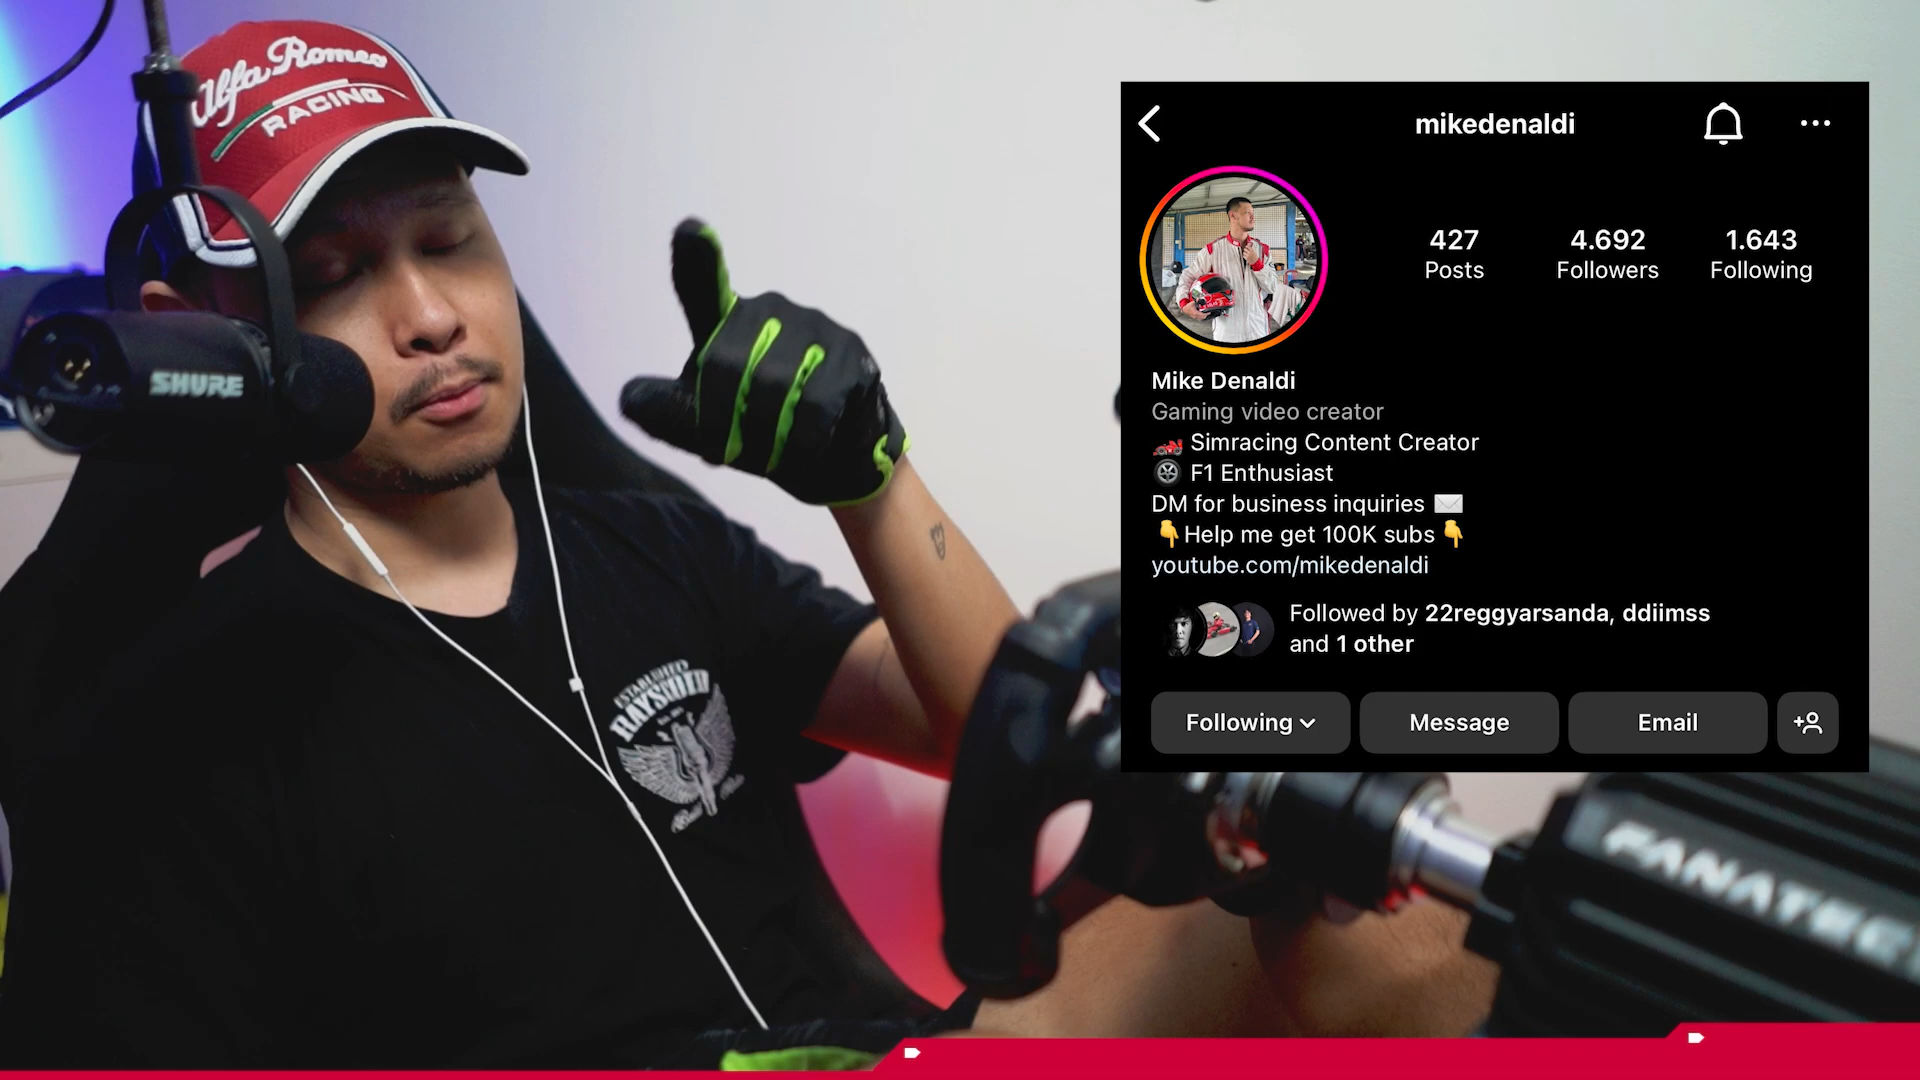 Alfa Romeo
RACING
SHURE
ESTABLISHED
FANATEC
mikedenaldi
427
Posts
4.692
Followers
1.643
Following
Mike Denaldi
Gaming video creator
🏎️ Simracing Content Creator
🛞 F1 Enthusiast
DM for business inquiries ✉️
👇Help me get 100K subs👇
youtube.com/mikedenaldi
Followed by 22reggyarsanda, ddiimss
and 1 other
Following
Message
Email